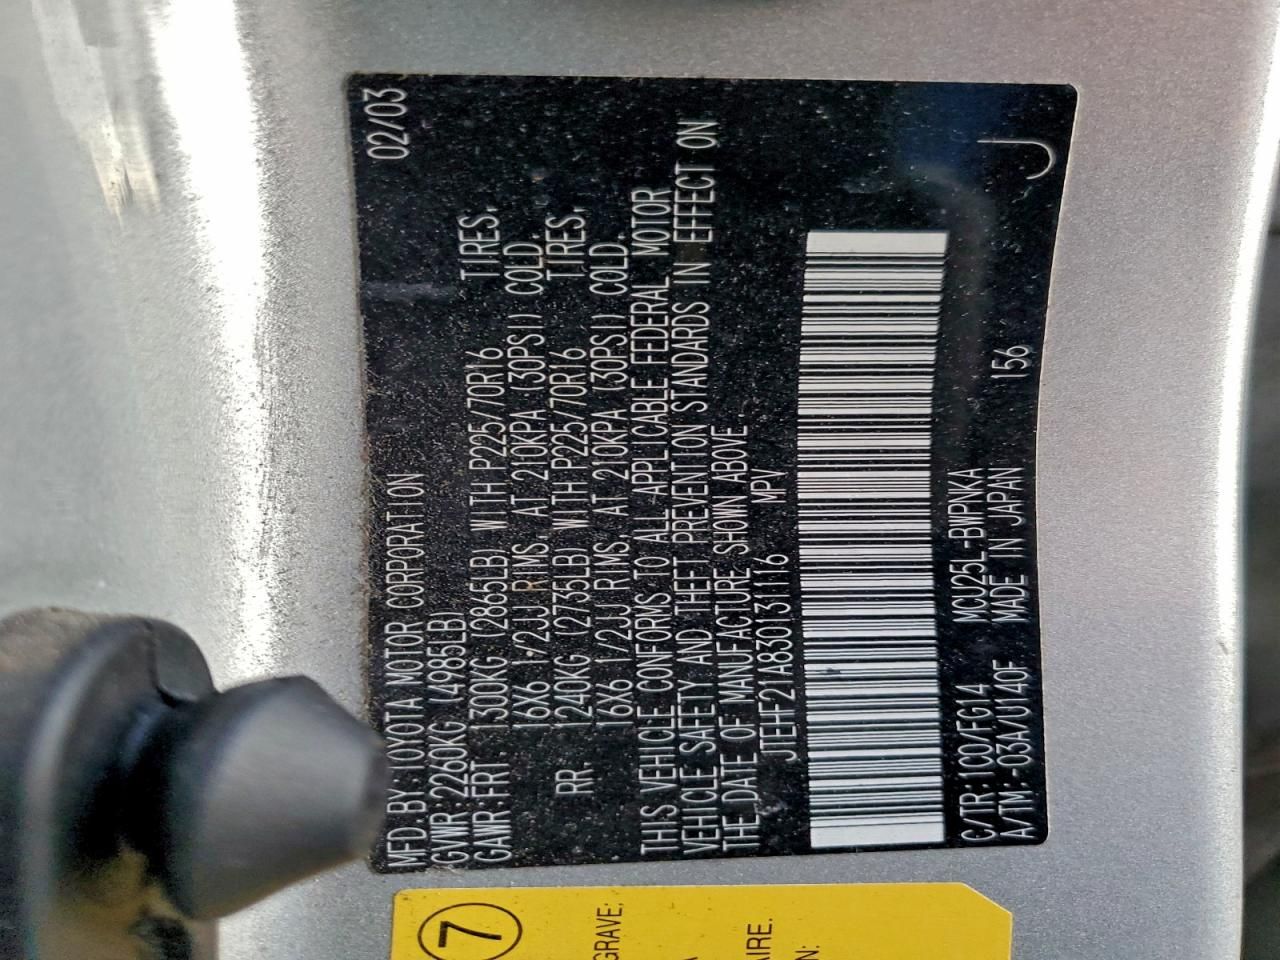 MFD.BY:TOYOTA MOTOR CORPORATION 02/03
GVWR:2260KG (4985LB)
GAWR:FRT. 1300KG (2865LB) WITH P225/70R16 TIRES,
16X6 1/2JJ RIMS, AT 210KPA (30PSI) COLD.
RR. 1240KG (2735LB) WITH P225/70R16 TIRES,
16X6 1/2JJ RIMS, AT 210KPA (30PSI) COLD.
THIS VEHICLE CONFORMS TO ALL APPLICABLE FEDERAL MOTOR
VEHICLE SAFETY AND THEFT PREVENTION STANDARDS IN EFFECT ON
THE DATE OF MANUFACTURE SHOWN ABOVE.
JTEHF21A830131116 MPV
C/TR:1C0/FG14 MCU25L-BWPNKA
A/TM:-03A/U140F MADE IN JAPAN 156 J
7
GRAVE;
AIRE.
N: